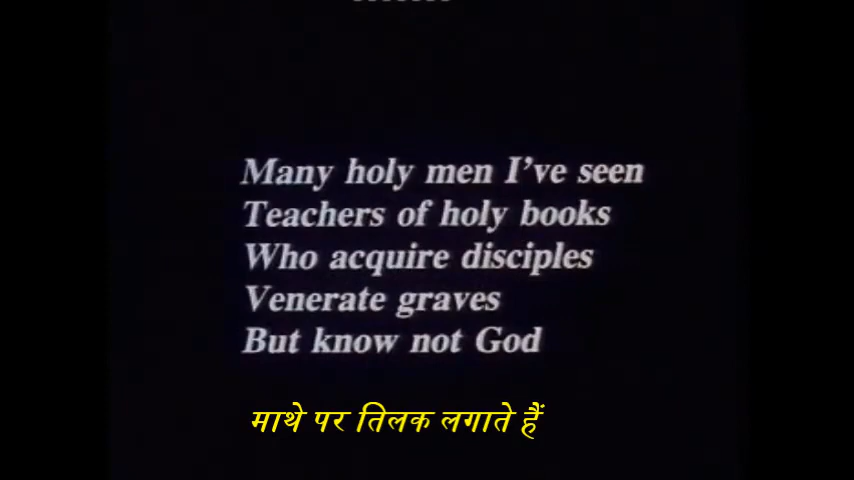 Many holy men I've seen
Teachers of holy books
Who acquire disciples
Venerate graves
But know not God
माथे पर तिलक लगाते हैं